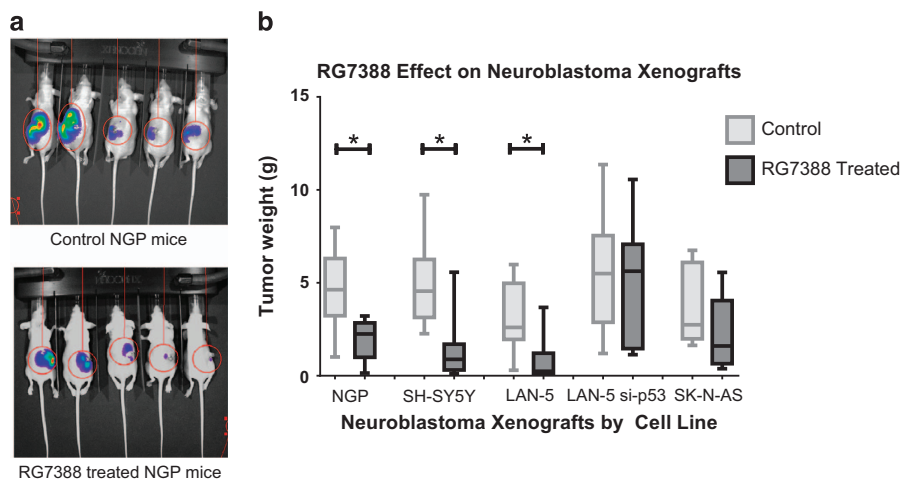 a
Control NGP mice
RG7388 treated NGP mice
b
RG7388 Effect on Neuroblastoma Xenografts
15
10
5
0
Tumor weight (g)
*
*
*
Control
RG7388 Treated
NGP
SH-SY5Y
LAN-5
LAN-5 si-p53
SK-N-AS
Neuroblastoma Xenografts by Cell Line